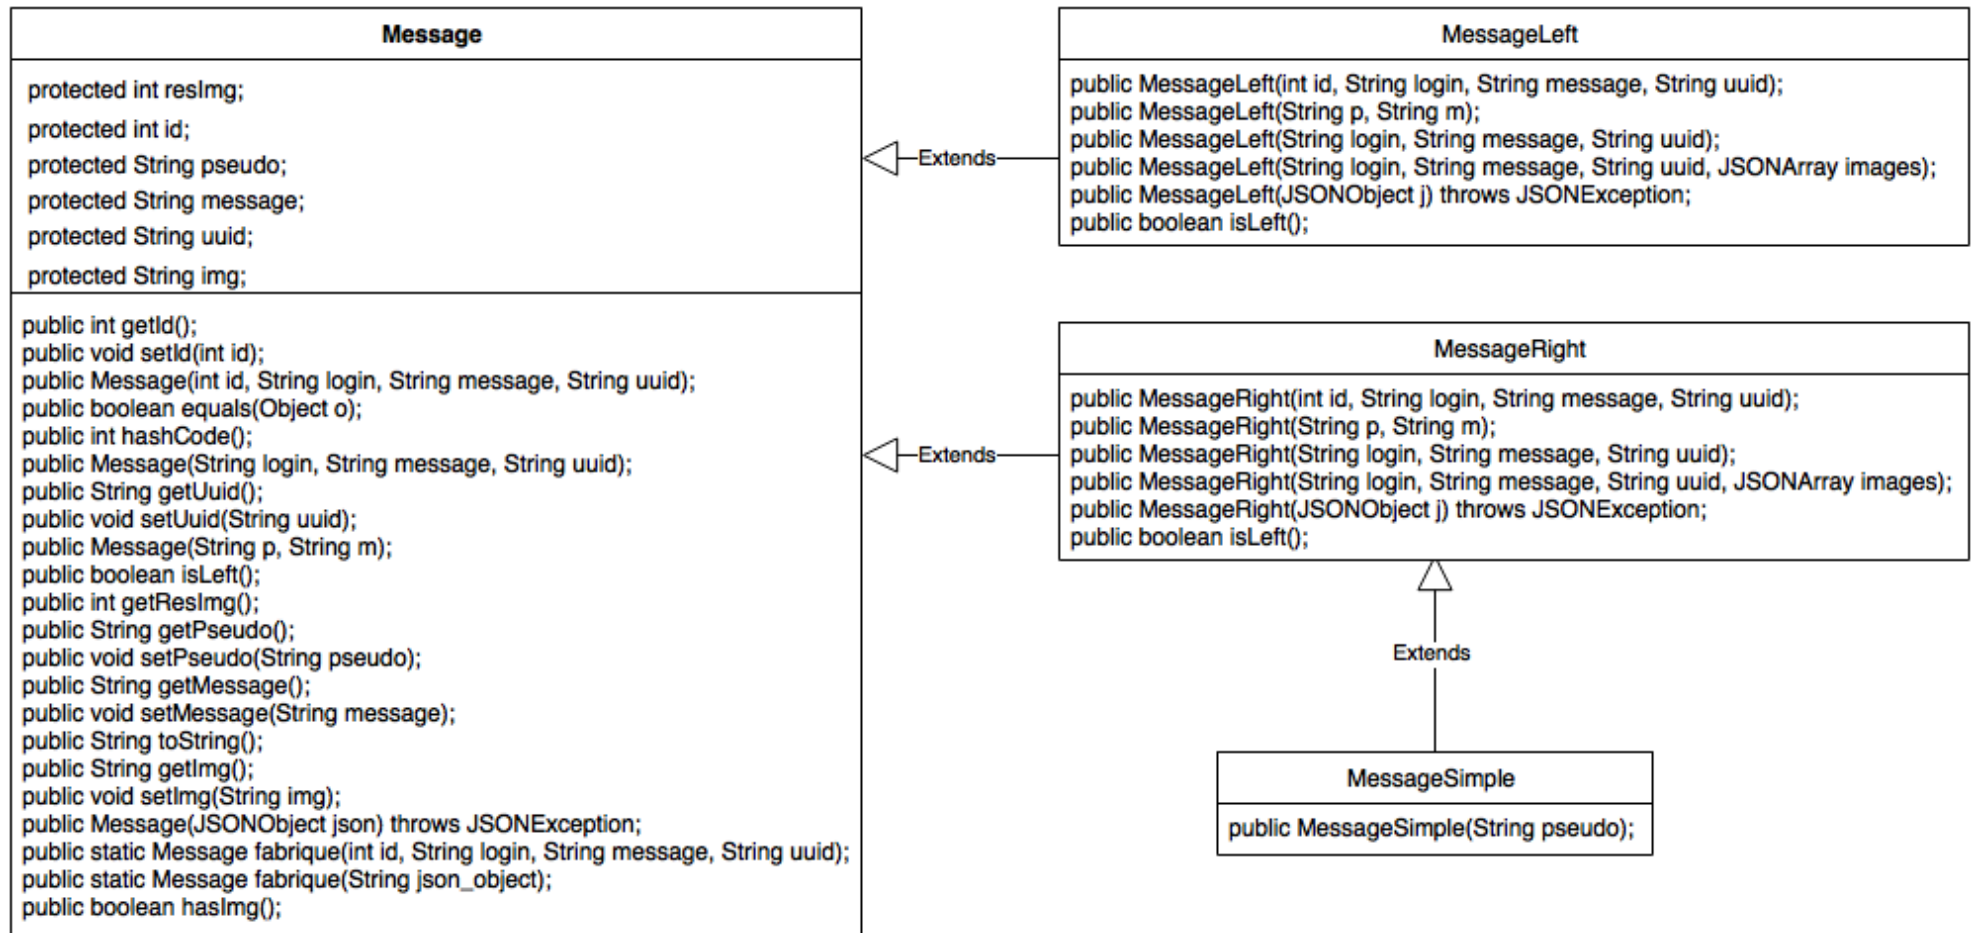 Message
protected int resImg;
protected int id;
protected String pseudo;
protected String message;
protected String uuid;
protected String img;
public int getId();
public void setId(int id);
public Message(int id, String login, String message, String uuid);
public boolean equals(Object o);
public int hashCode();
public Message(String login, String message, String uuid);
public String getUuid();
public void setUuid(String uuid);
public Message(String p, String m);
public boolean isLeft();
public int getResImg();
public String getPseudo();
public void setPseudo(String pseudo);
public String getMessage();
public void setMessage(String message);
public String toString();
public String getImg();
public void setImg(String img);
public Message(JSONObject json) throws JSONException;
public static Message fabrique(int id, String login, String message, String uuid);
public static Message fabrique(String json_object);
public boolean hasImg();
Extends
MessageLeft
public MessageLeft(int id, String login, String message, String uuid);
public MessageLeft(String p, String m);
public MessageLeft(String login, String message, String uuid);
public MessageLeft(String login, String message, String uuid, JSONArray images);
public MessageLeft(JSONObject j) throws JSONException;
public boolean isLeft();
Extends
MessageRight
public MessageRight(int id, String login, String message, String uuid);
public MessageRight(String p, String m);
public MessageRight(String login, String message, String uuid);
public MessageRight(String login, String message, String uuid, JSONArray images);
public MessageRight(JSONObject j) throws JSONException;
public boolean isLeft();
Extends
MessageSimple
public MessageSimple(String pseudo);